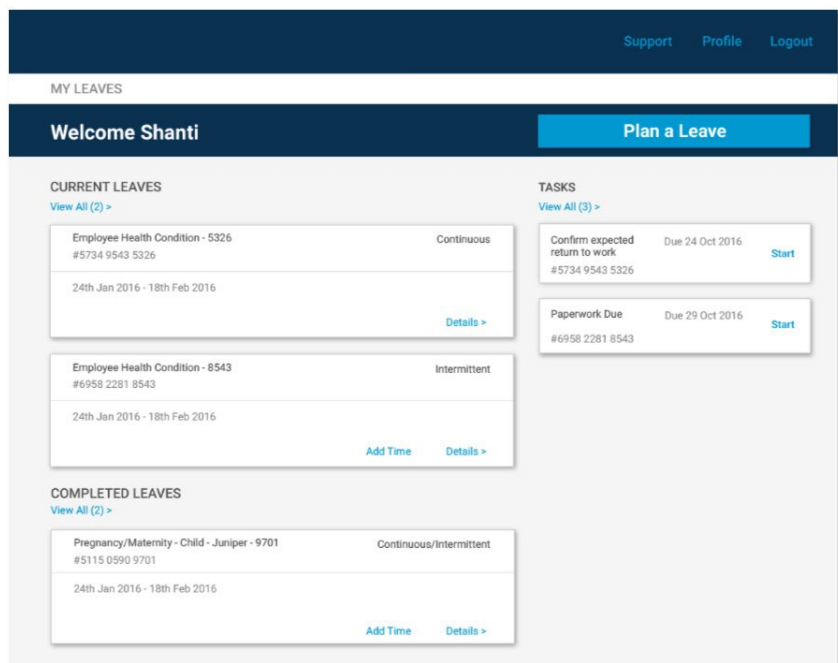 Support Profile Logout
MY LEAVES
Welcome Shanti
Plan a Leave
CURRENT LEAVES
View All (2) >
Employee Health Condition - 5326 Continuous
#5734 9543 5326
24th Jan 2016 - 18th Feb 2016
Details >
Employee Health Condition - 8543 Intermittent
#6958 2281 8543
24th Jan 2016 - 18th Feb 2016
Add Time Details >
COMPLETED LEAVES
View All (2) >
Pregnancy/Maternity - Child - Juniper - 9701 Continuous/Intermittent
#5115 0590 9701
24th Jan 2016 - 18th Feb 2016
Add Time Details >
TASKS
View All (3) >
Confirm expected Due 24 Oct 2016
return to work Start
#5734 9543 5326
Paperwork Due Due 29 Oct 2016
Start
#6958 2281 8543